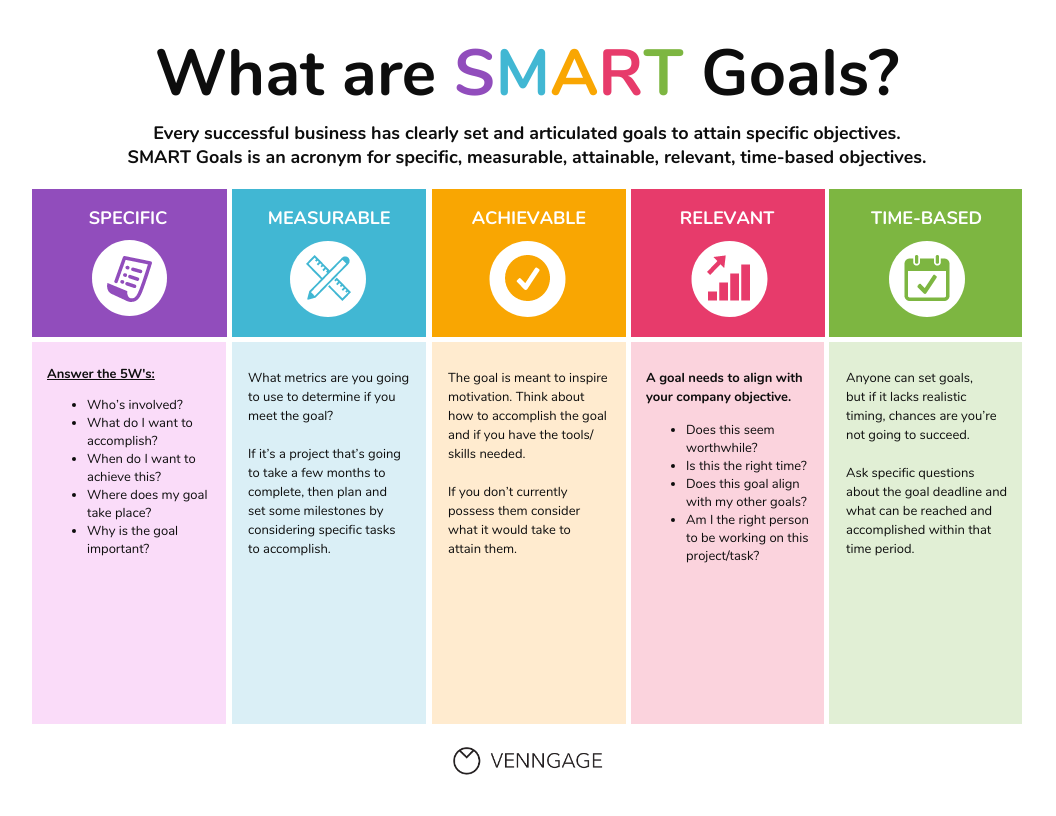 What are SMART Goals?
Every successful business has clearly set and articulated goals to attain specific objectives.
SMART Goals is an acronym for specific, measurable, attainable, relevant, time-based objectives.
SPECIFIC
Answer the 5W's:
• Who's involved?
• What do I want to
accomplish?
• When do I want to
achieve this?
• Where does my goal
take place?
• Why is the goal
important?
MEASURABLE
What metrics are you going
to use to determine if you
meet the goal?
If it's a project that's going
to take a few months to
complete, then plan and
set some milestones by
considering specific tasks
to accomplish.
ACHIEVABLE
The goal is meant to inspire
motivation. Think about
how to accomplish the goal
and if you have the tools/
skills needed.
If you don't currently
possess them consider
what it would take to
attain them.
RELEVANT
A goal needs to align with
your company objective.
• Does this seem
worthwhile?
• Is this the right time?
• Does this goal align
with my other goals?
• Am I the right person
to be working on this
project/task?
TIME-BASED
Anyone can set goals,
but if it lacks realistic
timing, chances are you're
not going to succeed.
Ask specific questions
about the goal deadline and
what can be reached and
accomplished within that
time period.
VENNGAGE